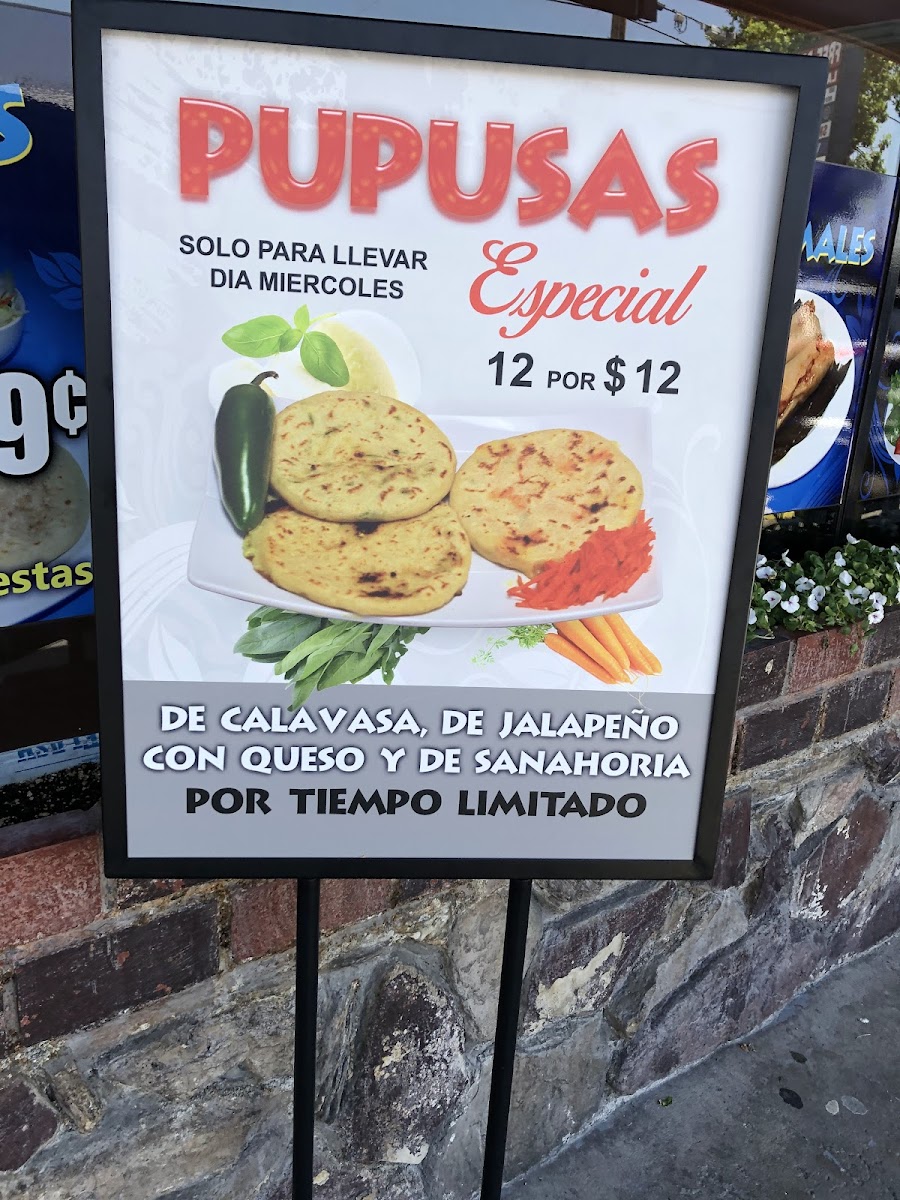 PUPUSAS
SOLO PARA LLEVAR
DIA MIERCOLES
Especial
12 POR $12
DE CALAVASA, DE JALAPEÑO
CON QUESO Y DE SANAHORIA
POR TIEMPO LIMITADO
9¢